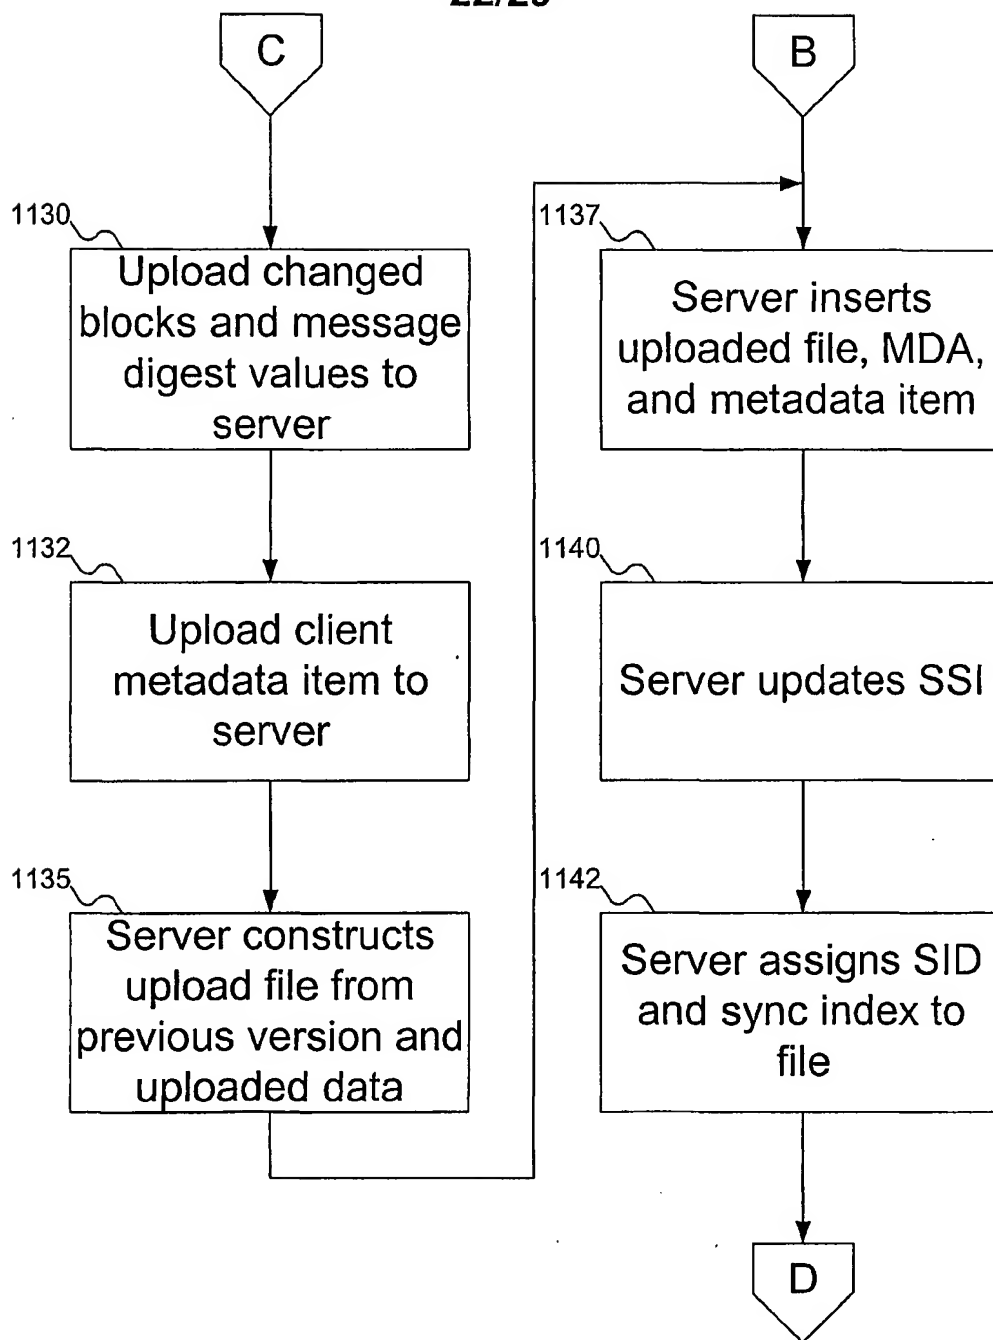 C
1130
Upload changed
blocks and message
digest values to
server
1132
Upload client
metadata item to
server
1135
Server constructs
upload file from
previous version and
uploaded data
B
1137
Server inserts
uploaded file, MDA,
and metadata item
1140
Server updates SSI
1142
Server assigns SID
and sync index to
file
D